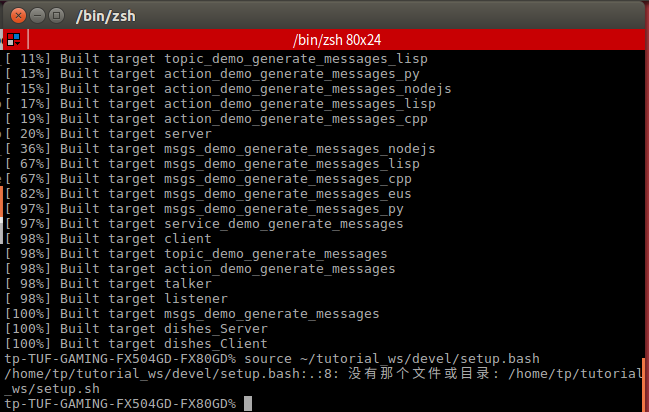 /bin/zsh
/bin/zsh 80x24
[ 11%] Built target topic_demo_generate_messages_lisp
[ 13%] Built target action_demo_generate_messages_py
[ 15%] Built target action_demo_generate_messages_nodejs
[ 17%] Built target action_demo_generate_messages_lisp
[ 19%] Built target action_demo_generate_messages_cpp
[ 20%] Built target server
[ 36%] Built target msgs_demo_generate_messages_nodejs
[ 67%] Built target msgs_demo_generate_messages_lisp
[ 67%] Built target msgs_demo_generate_messages_cpp
[ 82%] Built target msgs_demo_generate_messages_eus
[ 97%] Built target msgs_demo_generate_messages_py
[ 97%] Built target service_demo_generate_messages
[ 98%] Built target client
[ 98%] Built target topic_demo_generate_messages
[ 98%] Built target action_demo_generate_messages
[ 98%] Built target talker
[ 98%] Built target listener
[100%] Built target msgs_demo_generate_messages
[100%] Built target dishes_Server
[100%] Built target dishes_Client
tp-TUF-GAMING-FX504GD-FX80GD% source ~/tutorial_ws/devel/setup.bash
/home/tp/tutorial_ws/devel/setup.bash:.:8: 没有那个文件或目录: /home/tp/tutorial
_ws/setup.sh
tp-TUF-GAMING-FX504GD-FX80GD%